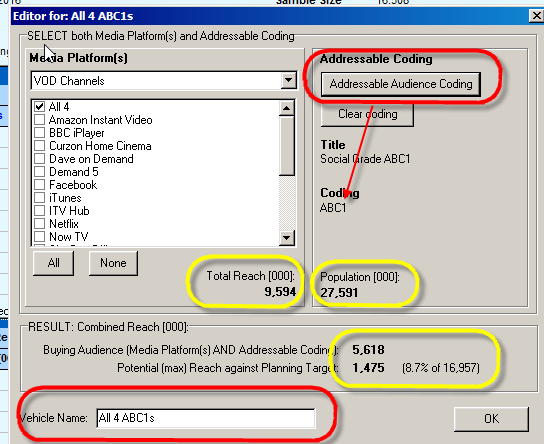 2016
Sample Size
16.508
Editor for: All 4 ABC1s
SELECT both Media Platform(s) and Addressable Coding
Media Platform(s)
VOD Channels
All 4
Amazon Instant Video
BBC iPlayer
Curzon Home Cinema
Dave on Demand
Demand 5
Facebook
iTunes
ITV Hub
Netflix
Now TV
All
None
Total Reach [000]:
9,594
Addressable Coding
Addressable Audience Coding
Clear coding
Title
Social Grade ABC1
Coding
ABC1
Population [000]:
27,591
RESULT: Combined Reach [000]:
Buying Audience (Media Platform(s) AND Addressable Coding): 5,618
Potential (max) Reach against Planning Target: 1,475 (8.7% of 16,957)
Vehicle Name: All 4 ABC1s
OK